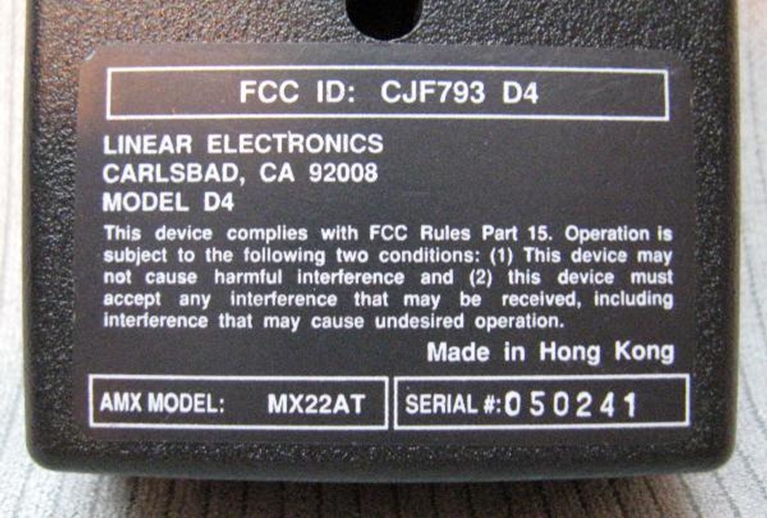 FCC ID: CJF793 D4
LINEAR ELECTRONICS
CARLSBAD, CA 92008
MODEL D4
This device complies with FCC Rules Part 15. Operation is
subject to the following two conditions: (1) This device may
not cause harmful interference and (2) this device must
accept any interference that may be received, including
interference that may cause undesired operation.
Made in Hong Kong
AMX MODEL: MX22AT
SERIAL #: 050241